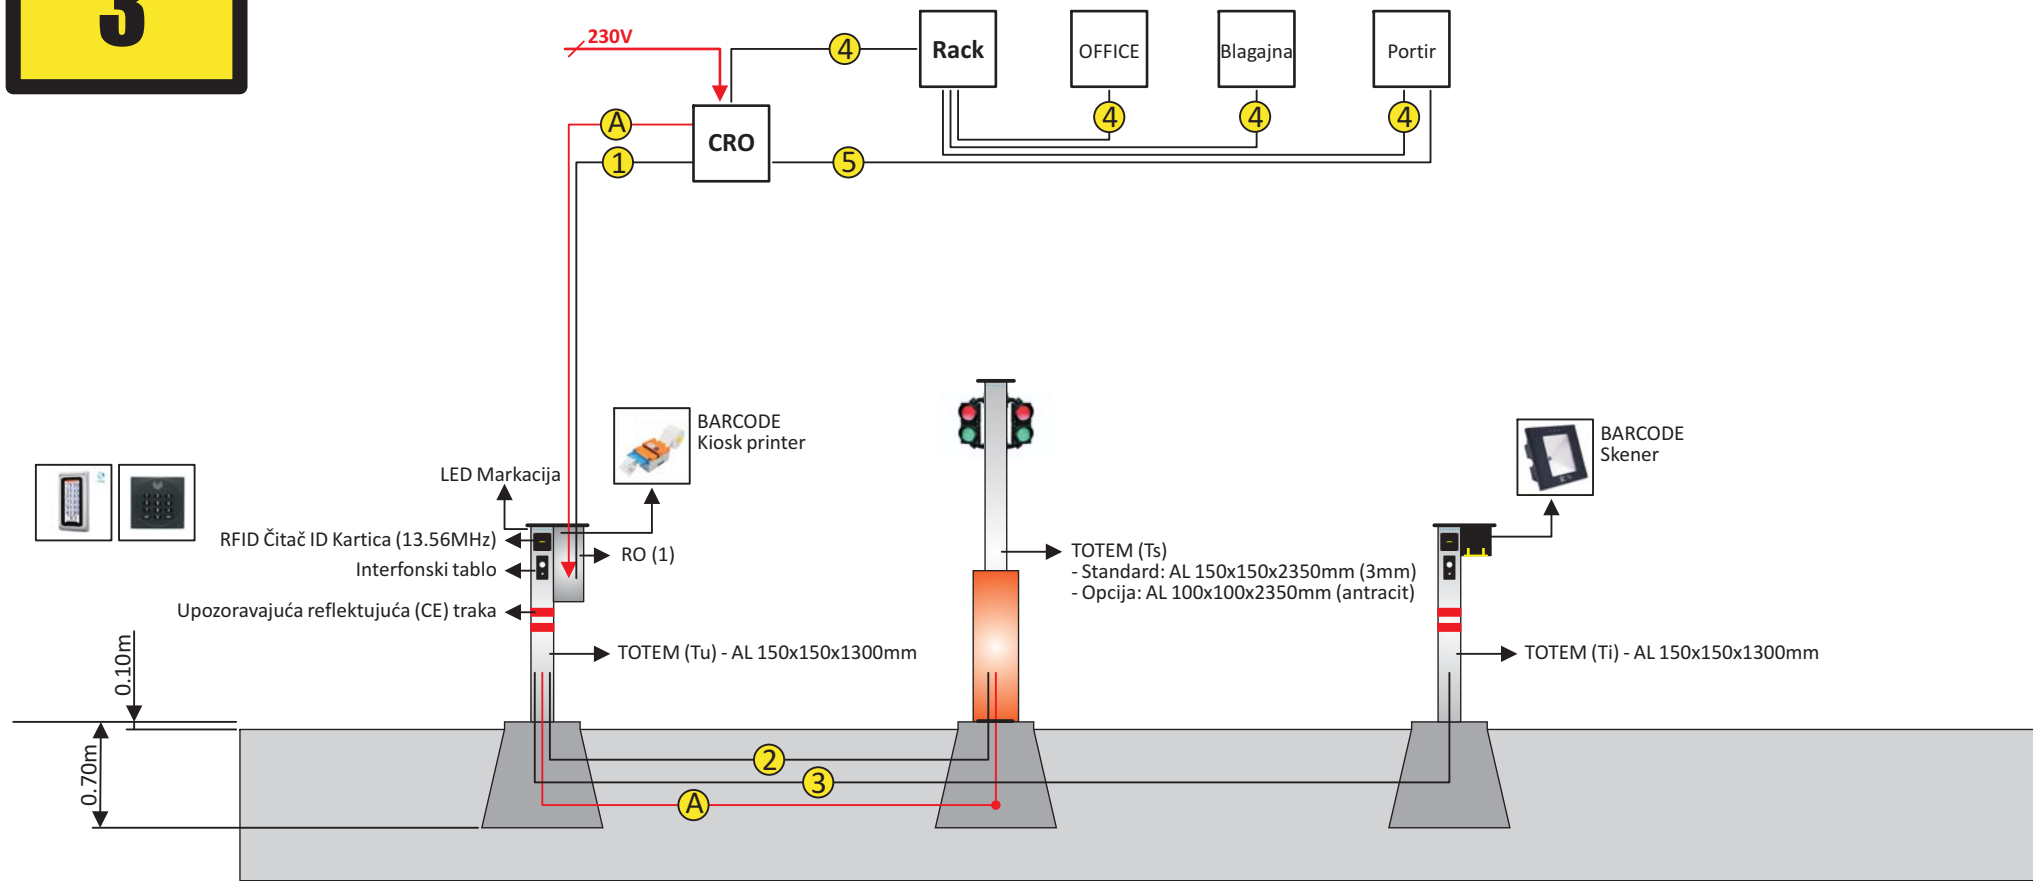 3
230V
4
Rack
OFFICE
Blagajna
Portir
4
4
4
A
CRO
1
5
BARCODE
Kiosk printer
BARCODE
Skener
LED Markacija
RFID Čitač ID Kartica (13.56MHz)
RO (1)
Interfonski tablo
TOTEM (Ts)
- Standard: AL 150x150x2350mm (3mm)
- Opcija: AL 100x100x2350mm (antracit)
Upozoravajuća reflektujuća (CE) traka
TOTEM (Tu) - AL 150x150x1300mm
TOTEM (Ti) - AL 150x150x1300mm
0.10m
0.70m
2
3
A